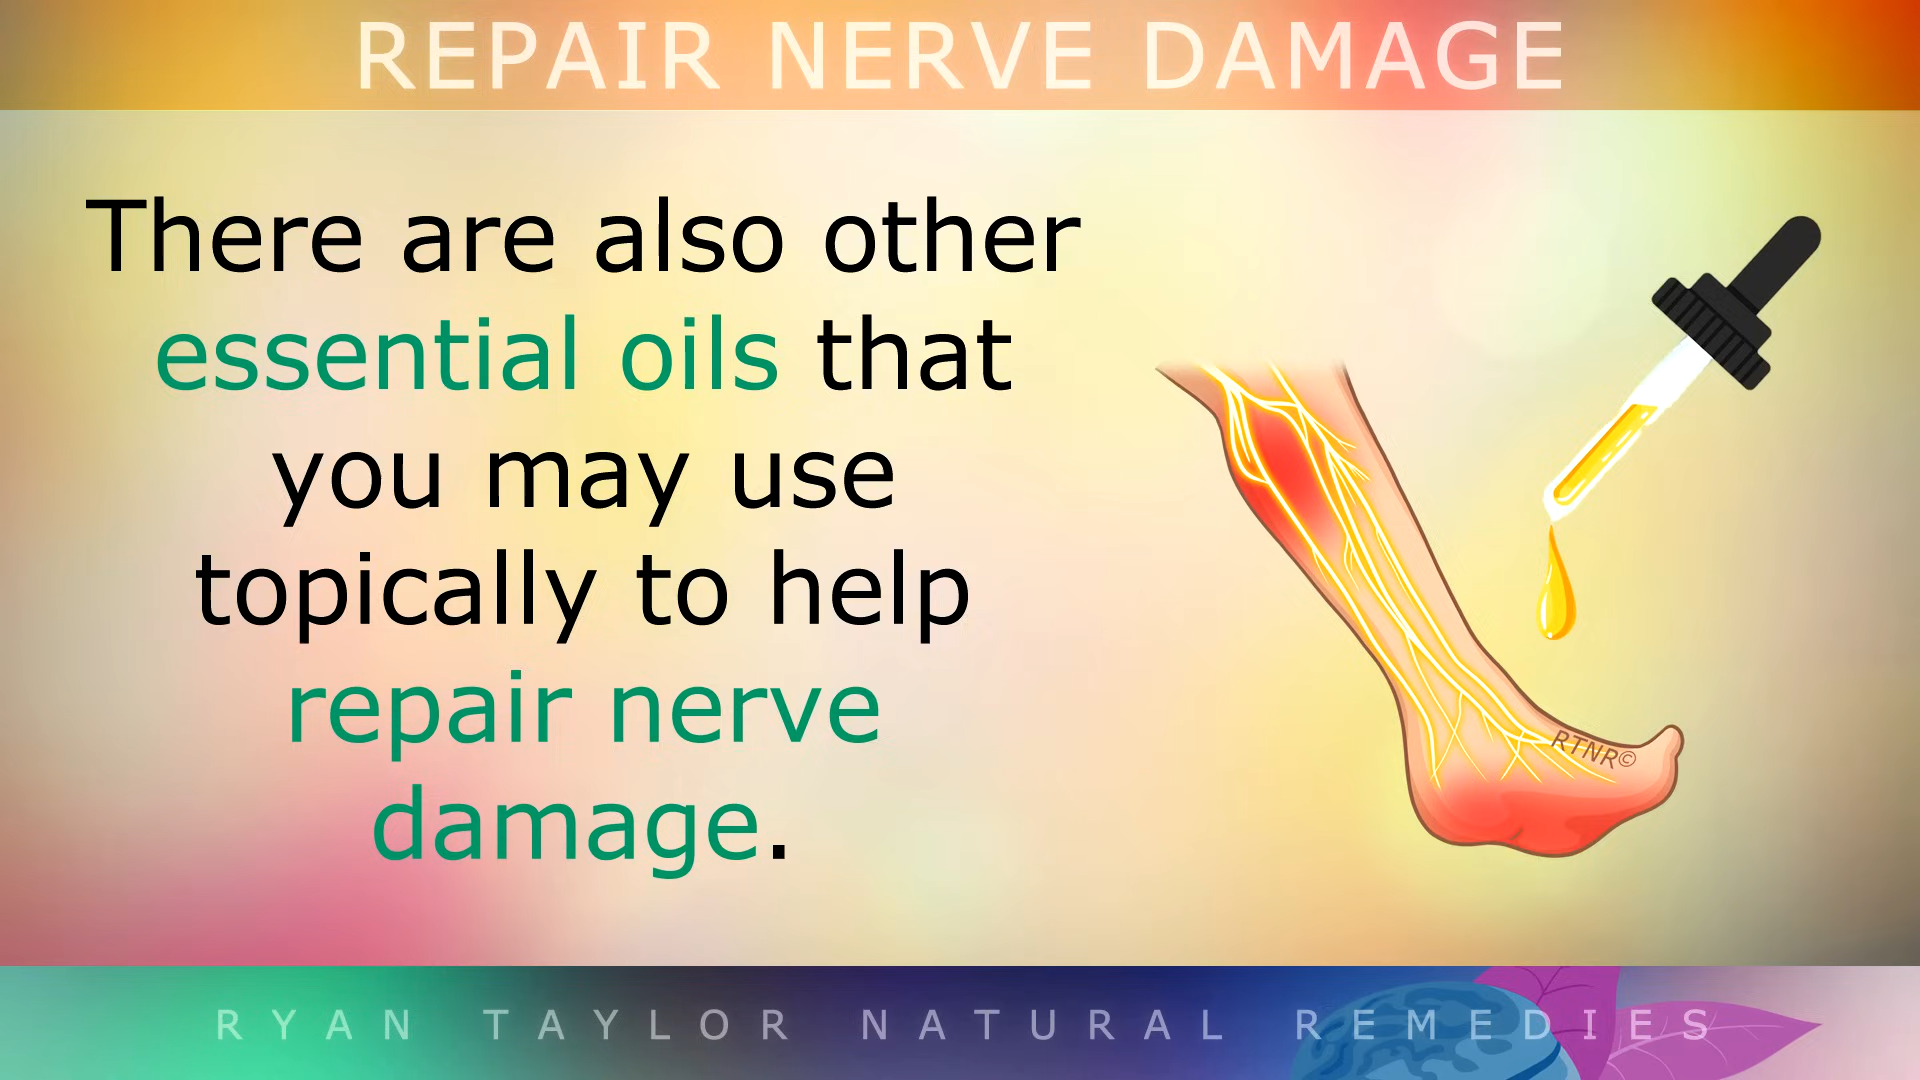 REPAIR NERVE DAMAGE
There are also other
essential oils that
you may use
topically to help
repair nerve
damage.
RTNR©
RYAN TAYLOR NATURAL REMEDIES